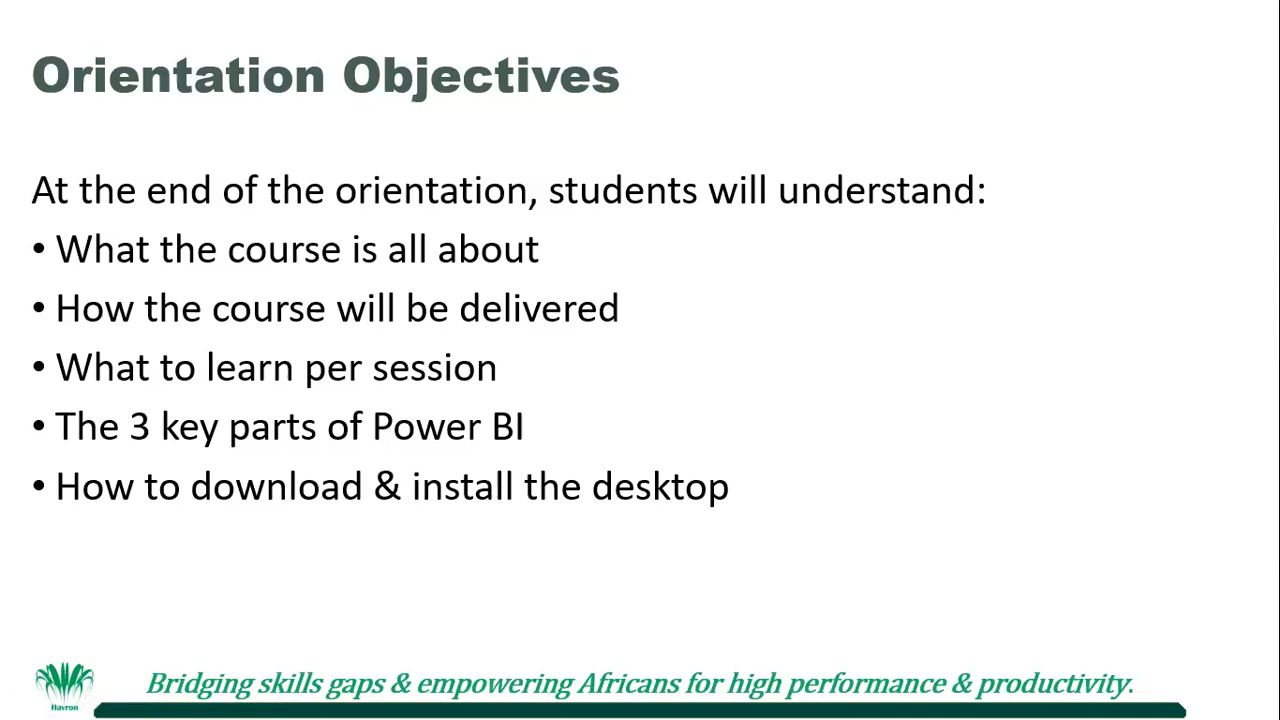 Orientation Objectives
At the end of the orientation, students will understand:
• What the course is all about
• How the course will be delivered
• What to learn per session
• The 3 key parts of Power BI
• How to download & install the desktop
Bridging skills gaps & empowering Africans for high performance & productivity.
Havron